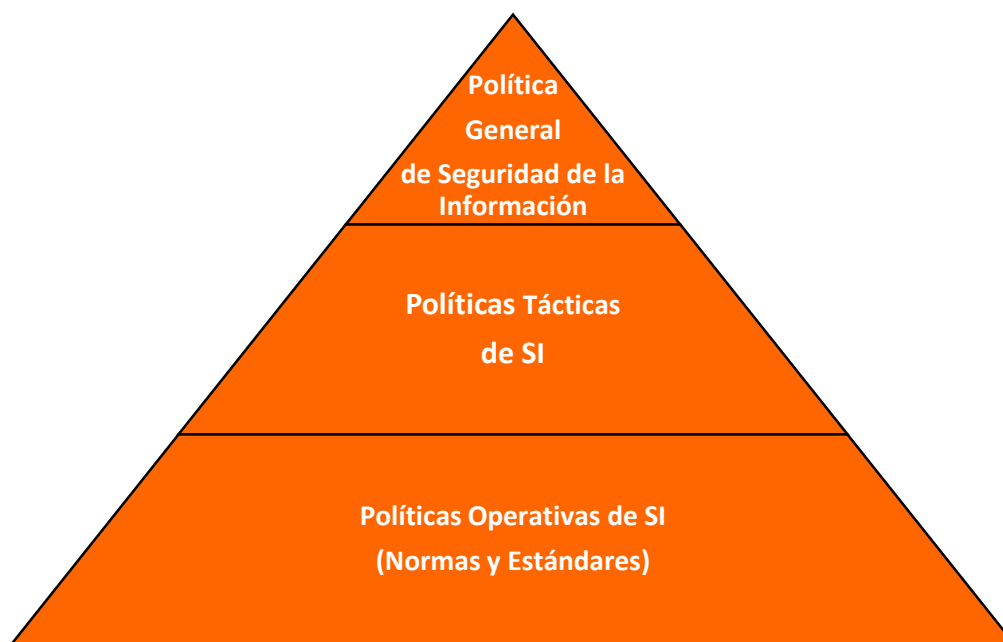 Política
General
de Seguridad de la
Información
Políticas Tácticas
de SI
Políticas Operativas de SI
(Normas y Estándares)